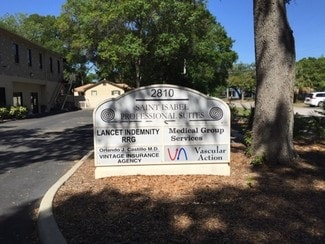 2810
SAINT ISABEL
PROFESSIONAL SUITES
LANCET INDEMNITY
RRG
Medical Group
Services
Orlando J. Castillo M.D.
VINTAGE INSURANCE
AGENCY
Vascular
Action